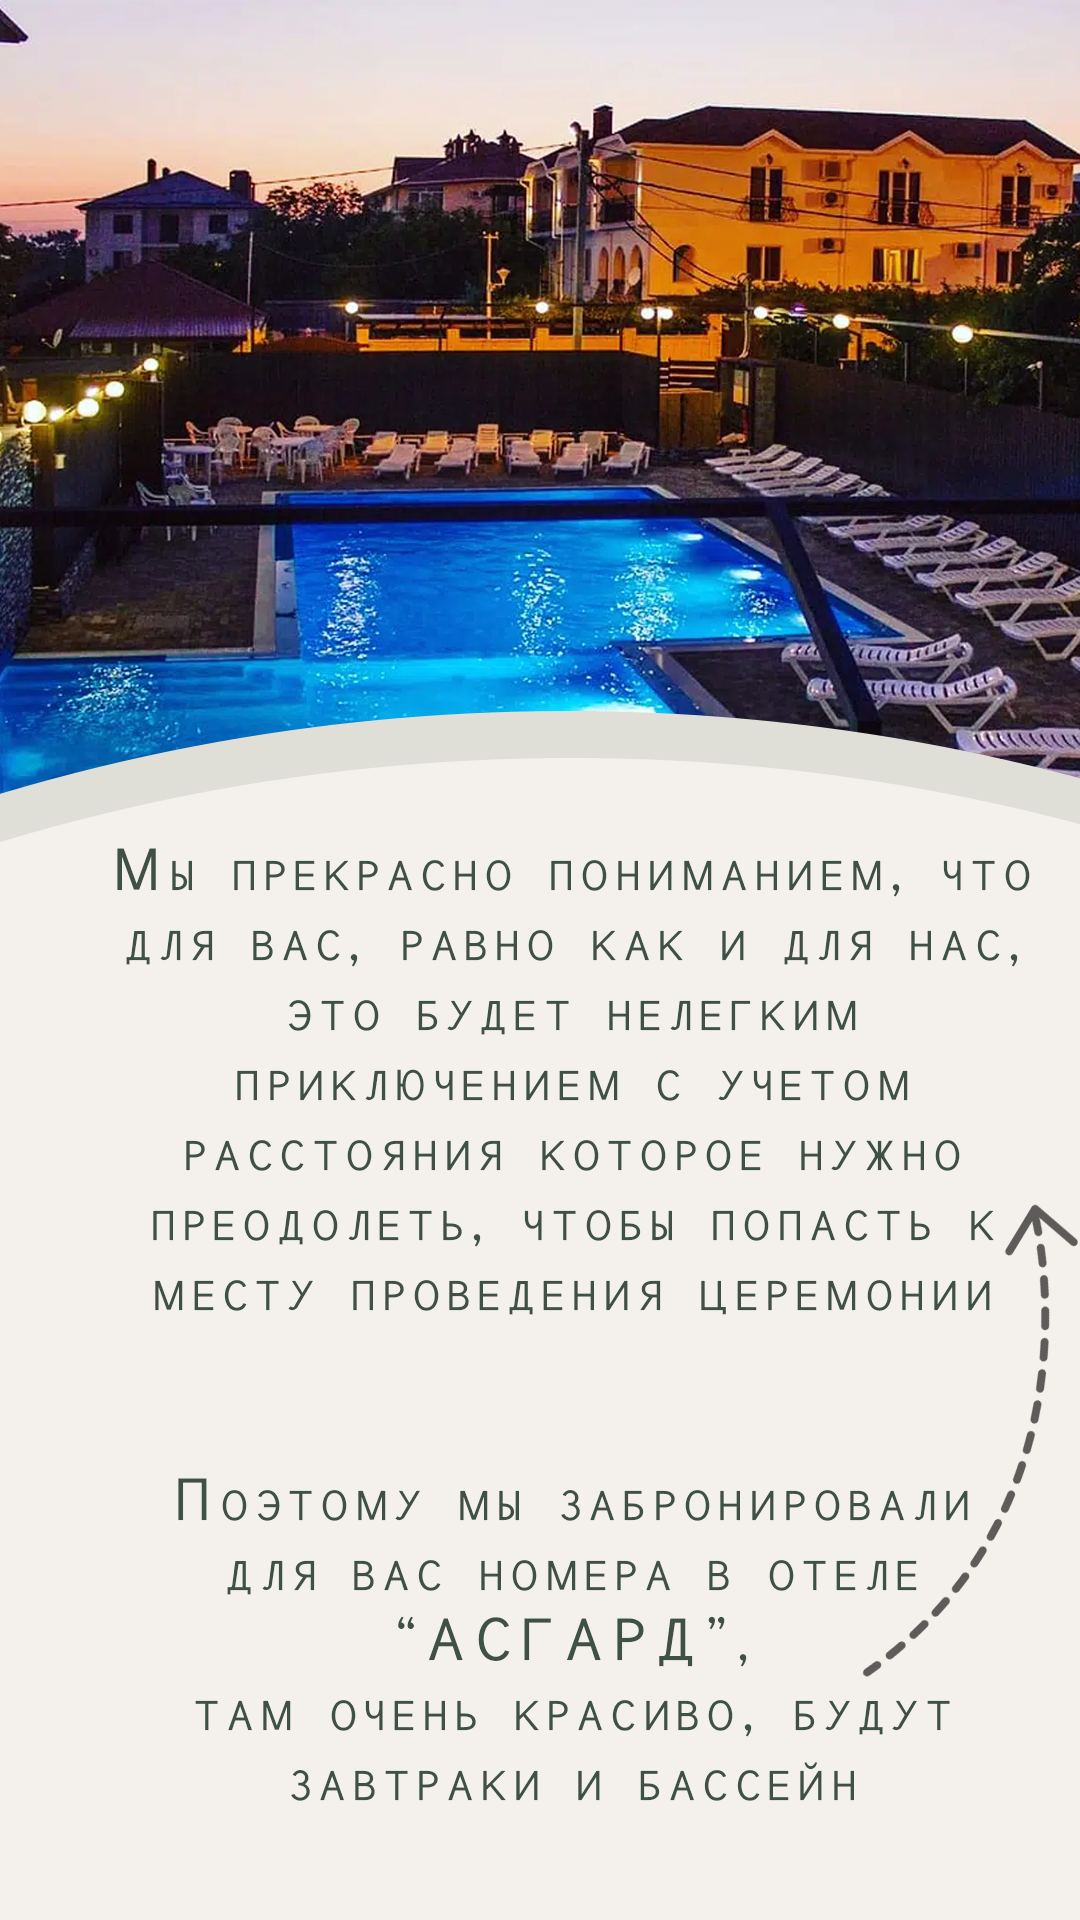 Мы прекрасно пониманием, что
для вас, равно как и для нас,
это будет нелегким
приключением с учетом
расстояния которое нужно
преодолеть, чтобы попасть к
месту проведения церемонии
Поэтому мы забронировали
для вас номера в отеле
“АСГАРД”,
там очень красиво, будут
завтраки и бассейн